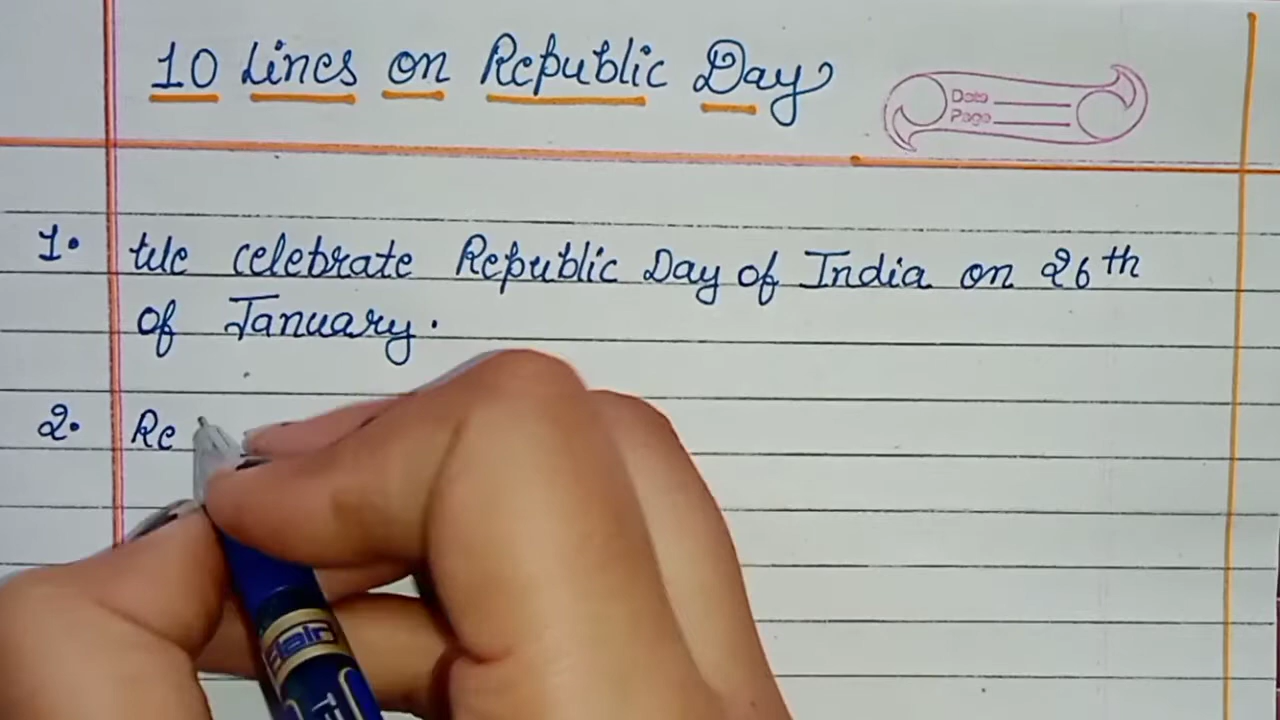 10 Lines on Republic Day
Date
Page
1. We celebrate Republic Day of India on 26th
of January.
2. Re
Hair